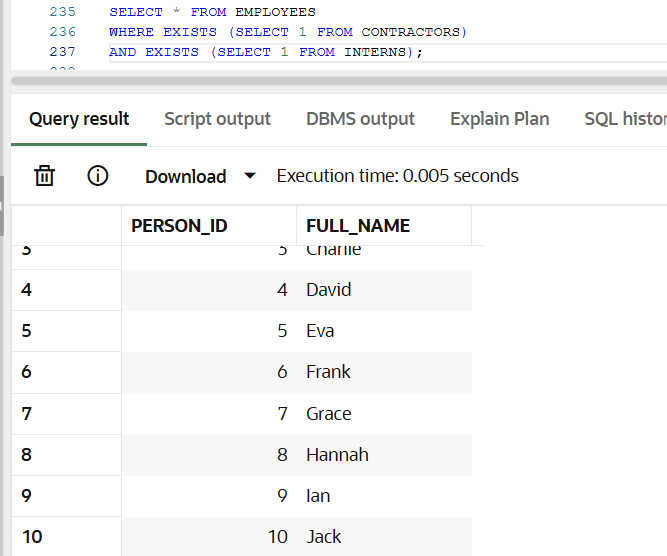 235 SELECT * FROM EMPLOYEES
236 WHERE EXISTS (SELECT 1 FROM CONTRACTORS)
237 AND EXISTS (SELECT 1 FROM INTERNS);
Query result Script output DBMS output Explain Plan SQL histor
Download Execution time: 0.005 seconds
PERSON_ID FULL_NAME
3 3 Charlie
4 4 David
5 5 Eva
6 6 Frank
7 7 Grace
8 8 Hannah
9 9 Ian
10 10 Jack